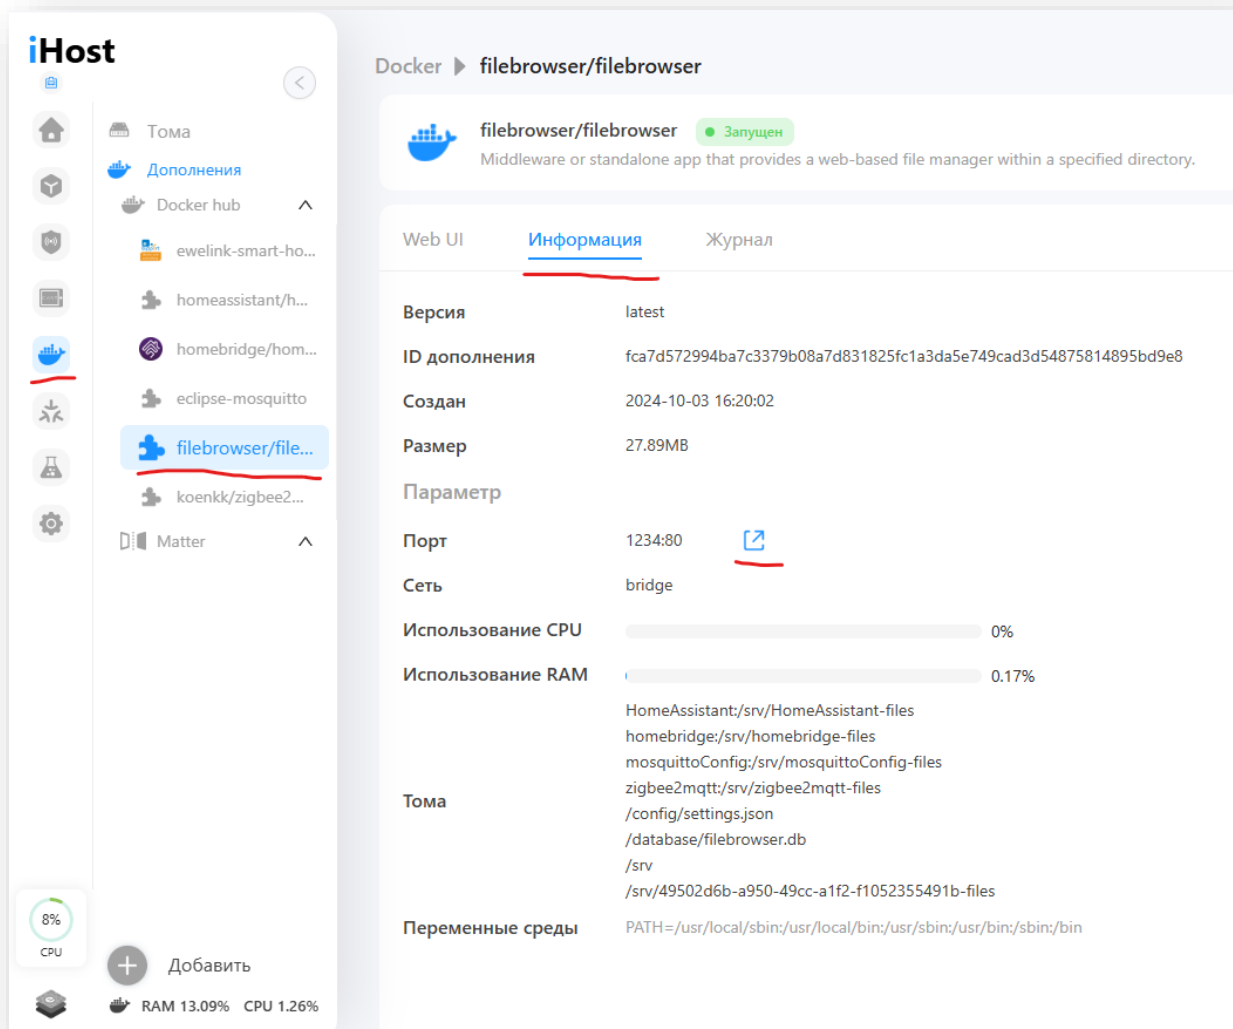 iHost
Тома
Дополнения
Docker hub
ewelink-smart-ho...
homeassistant/h...
homebridge/hom...
eclipse-mosquitto
filebrowser/file...
koenkk/zigbee2...
Matter
8%
CPU
Добавить
RAM 13.09% CPU 1.26%
Docker filebrowser/filebrowser
filebrowser/filebrowser Запущен
Middleware or standalone app that provides a web-based file manager within a specified directory.
Web UI Информация Журнал
Версия latest
ID дополнения fca7d572994ba7c3379b08a7d831825fc1a3da5e749cad3d54875814895bd9e8
Создан 2024-10-03 16:20:02
Размер 27.89MB
Параметр
Порт 1234:80
Сеть bridge
Использование CPU 0%
Использование RAM 0.17%
Тома
HomeAssistant:/srv/HomeAssistant-files
homebridge:/srv/homebridge-files
mosquittoConfig:/srv/mosquittoConfig-files
zigbee2mqtt:/srv/zigbee2mqtt-files
/config/settings.json
/database/filebrowser.db
/srv
/srv/49502d6b-a950-49cc-a1f2-f1052355491b-files
Переменные среды PATH=/usr/local/sbin:/usr/local/bin:/usr/sbin:/usr/bin:/sbin:/bin